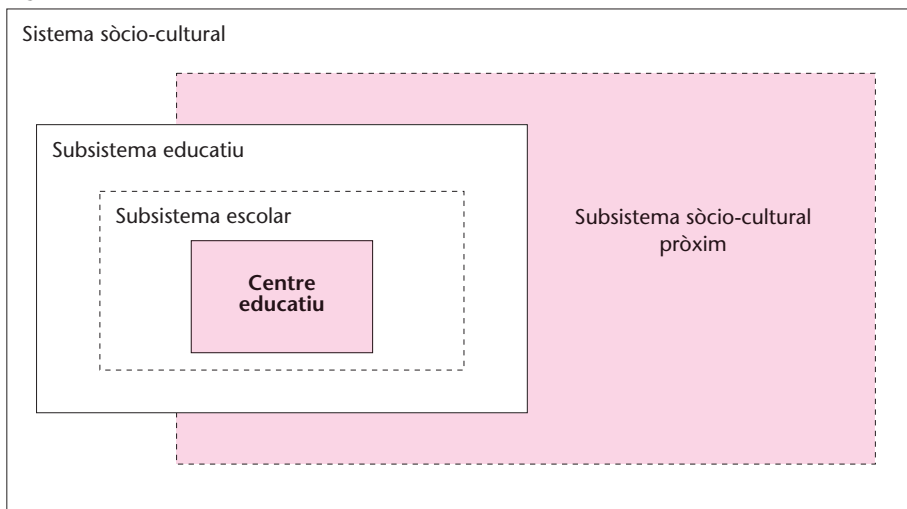 Sistema sòcio-cultural
Subsistema educatiu
Subsistema escolar
Centre
educatiu
Subsistema sòcio-cultural
pròxim